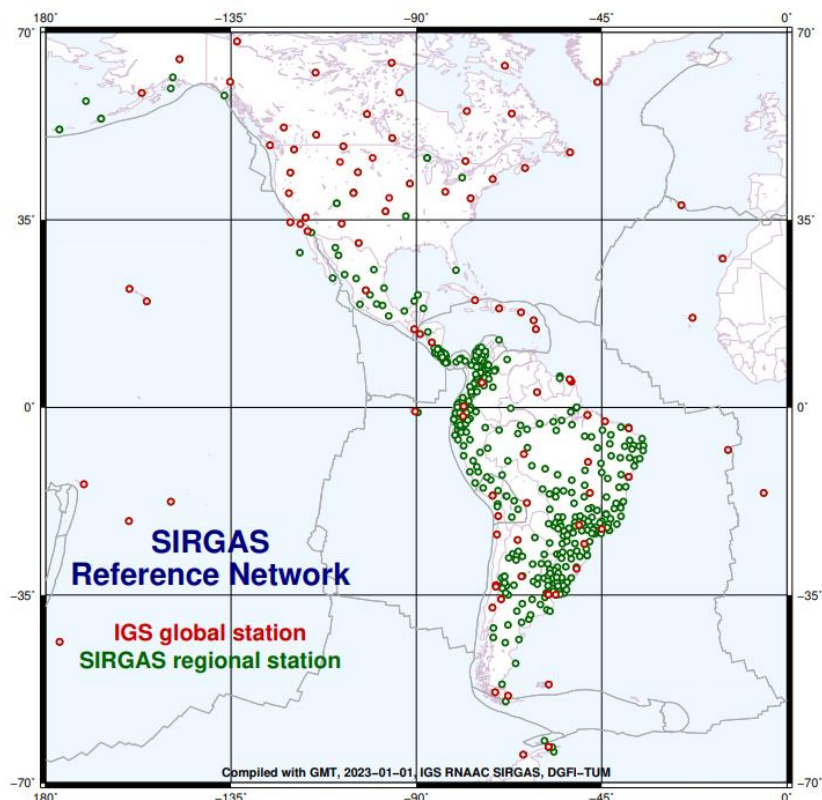 180° −135° −90° −45° 0°
70° 70°
35° 35°
0° 0°
SIRGAS
Reference Network
−35° −35°
IGS global station
SIRGAS regional station
Compiled with GMT, 2023−01−01, IGS RNAAC SIRGAS, DGFI−TUM
−70° −70°
180° −135° −90° −45° 0°